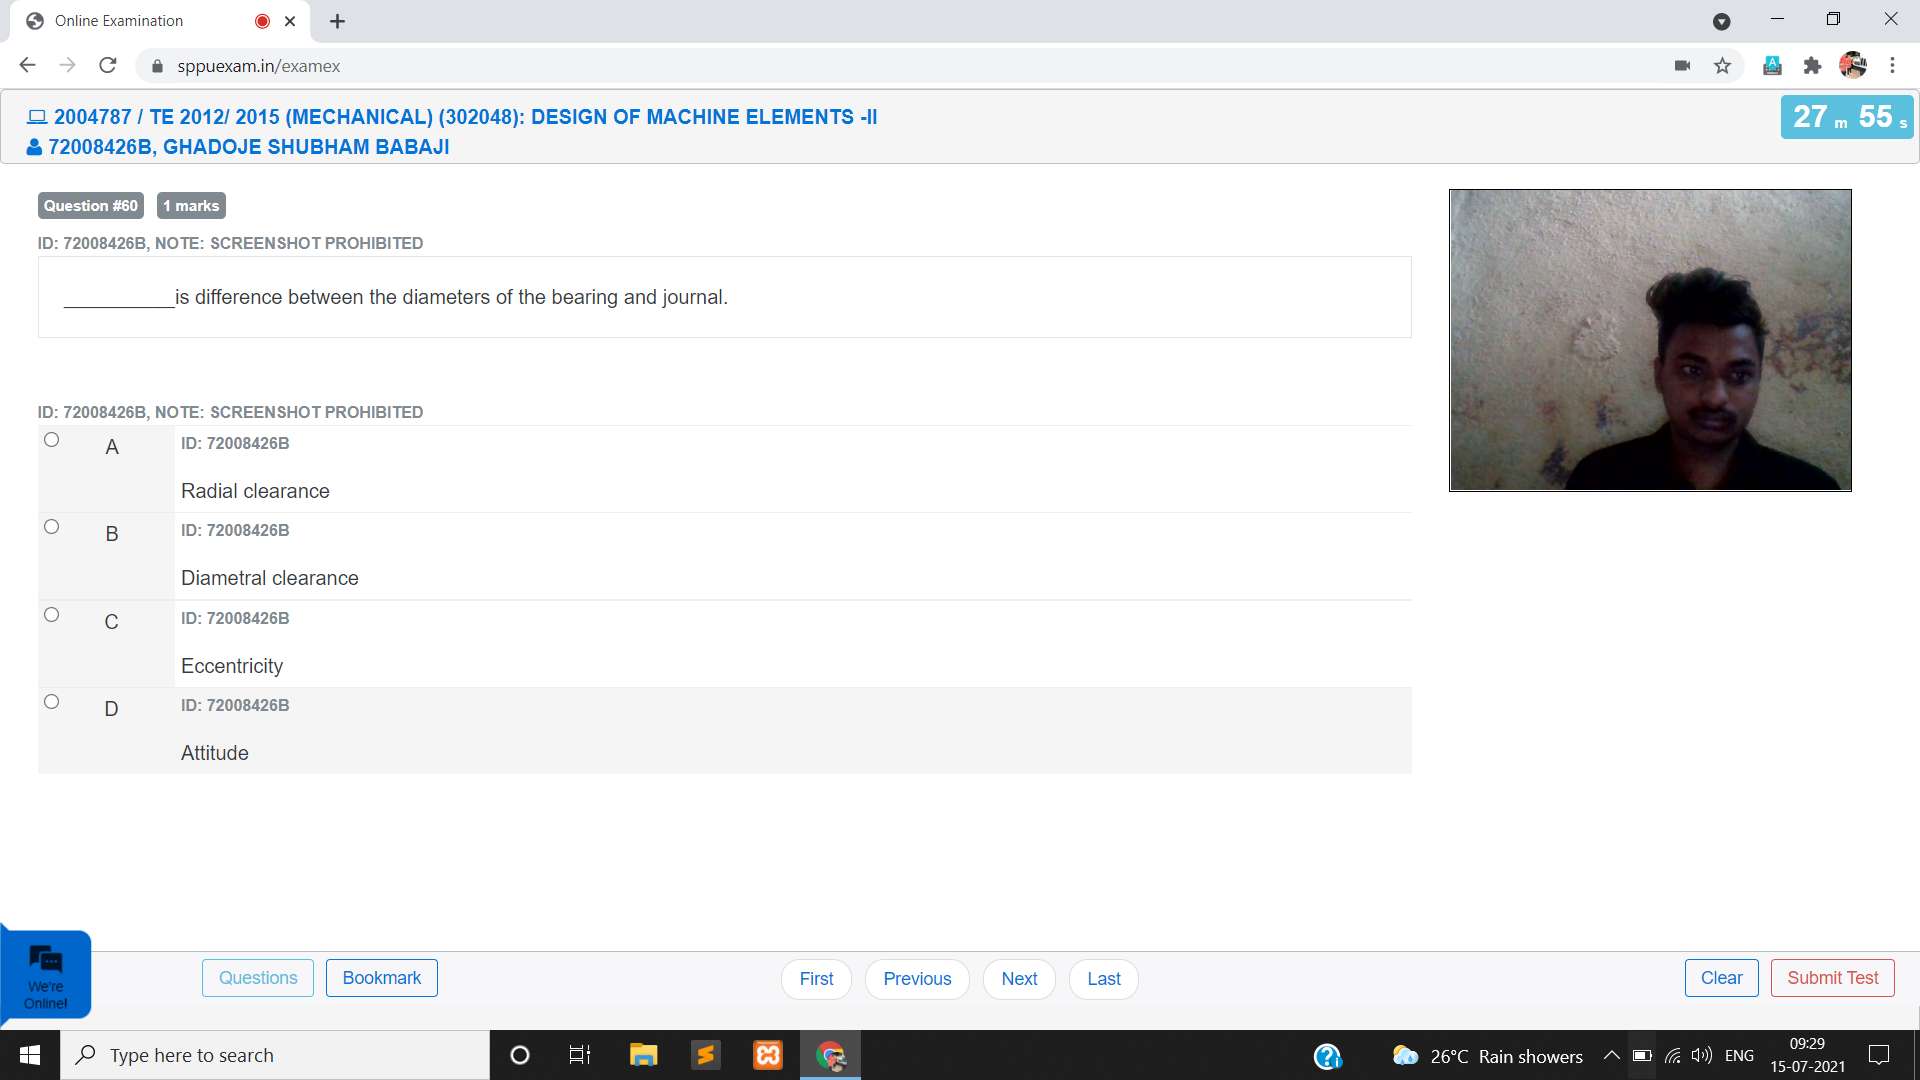 Online Examination
sppuexam.in/examex
2004787 / TE 2012/ 2015 (MECHANICAL) (302048): DESIGN OF MACHINE ELEMENTS -II
27 m 55 s
72008426B, GHADOJE SHUBHAM BABAJI
Question #60 1 marks
ID: 72008426B, NOTE: SCREENSHOT PROHIBITED
__________is difference between the diameters of the bearing and journal.
ID: 72008426B, NOTE: SCREENSHOT PROHIBITED
A ID: 72008426B
Radial clearance
B ID: 72008426B
Diametral clearance
C ID: 72008426B
Eccentricity
D ID: 72008426B
Attitude
We're
Online!
Questions Bookmark First Previous Next Last Clear Submit Test
Type here to search
26°C Rain showers
ENG
09:29
15-07-2021